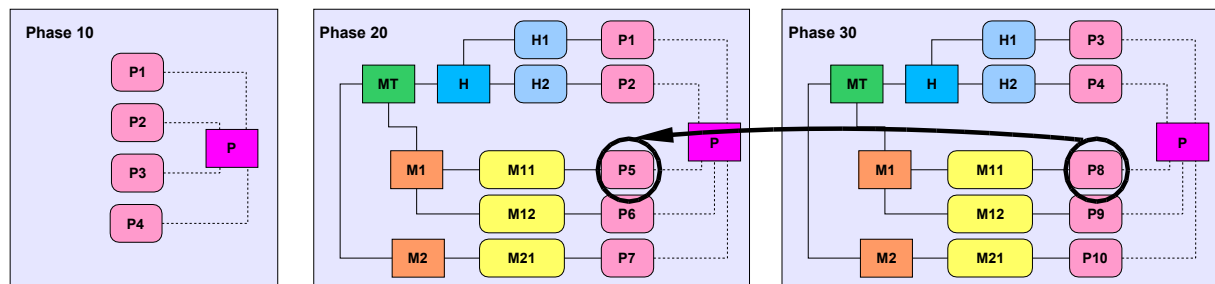 Phase 10
P1
P2
P3
P4
P
Phase 20
H1
P1
MT
H
H2
P2
P
M1
M11
P5
M12
P6
M2
M21
P7
Phase 30
H1
P3
MT
H
H2
P4
P
M1
M11
P8
M12
P9
M2
M21
P10